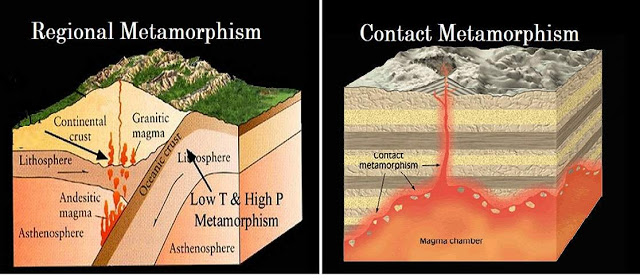 Regional Metamorphism
Continental
crust
Granitic
magma
Lithosphere
Oceanic crust
Lithosphere
Andesitic
magma
Low T & High P
Metamorphism
Asthenosphere
Asthenosphere
Contact Metamorphism
Contact
metamorphism
Magma chamber